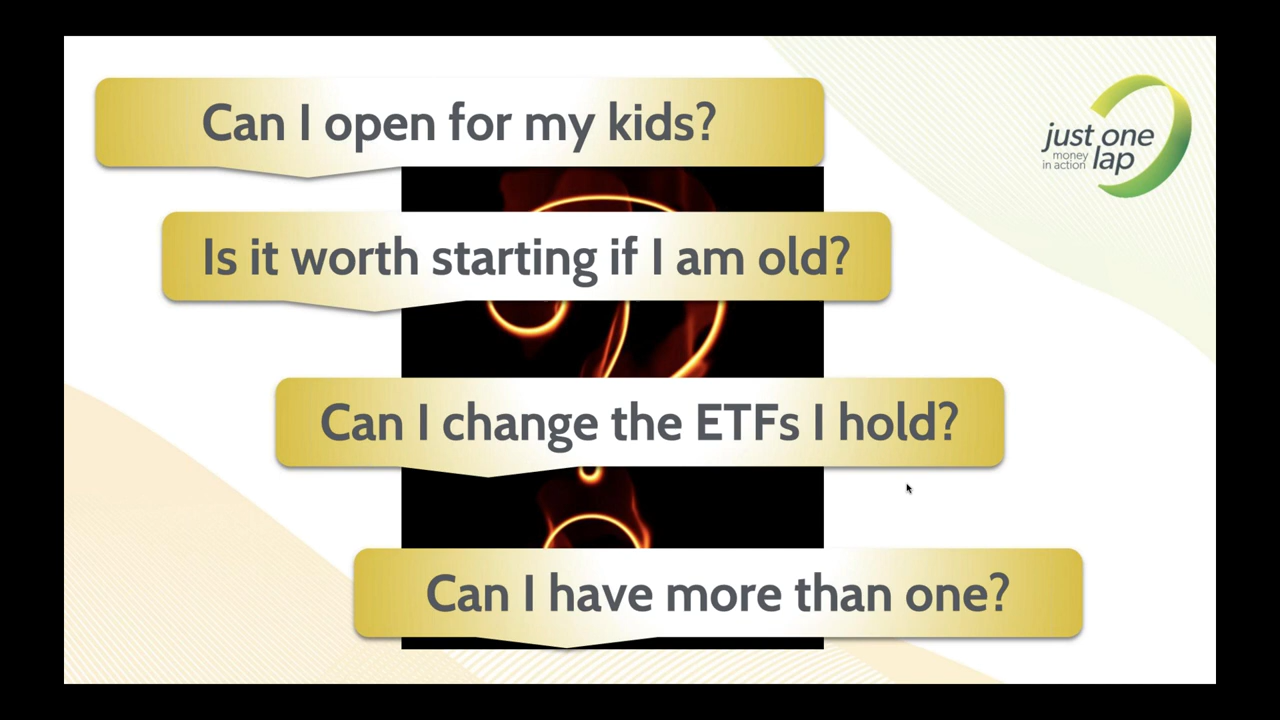 Can I open for my kids?
just one
money
in action lap
Is it worth starting if I am old?
Can I change the ETFs I hold?
Can I have more than one?